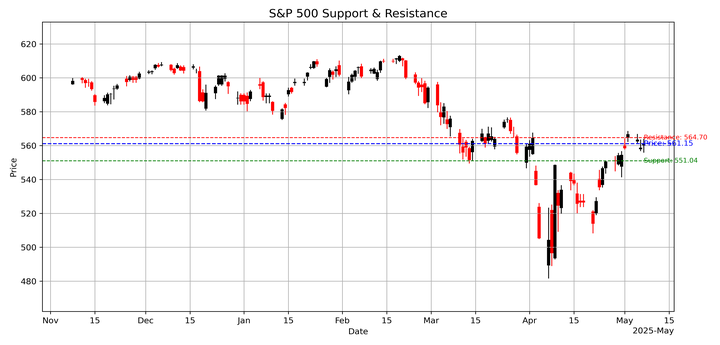 S&P 500 Support & Resistance
620
600
580
560
540
520
500
480
Price
Resistance: 564.70
Price: 561.15
Support: 551.04
Nov
15
Dec
15
Jan
15
Feb
15
Mar
15
Apr
15
May
15
Date
2025-May